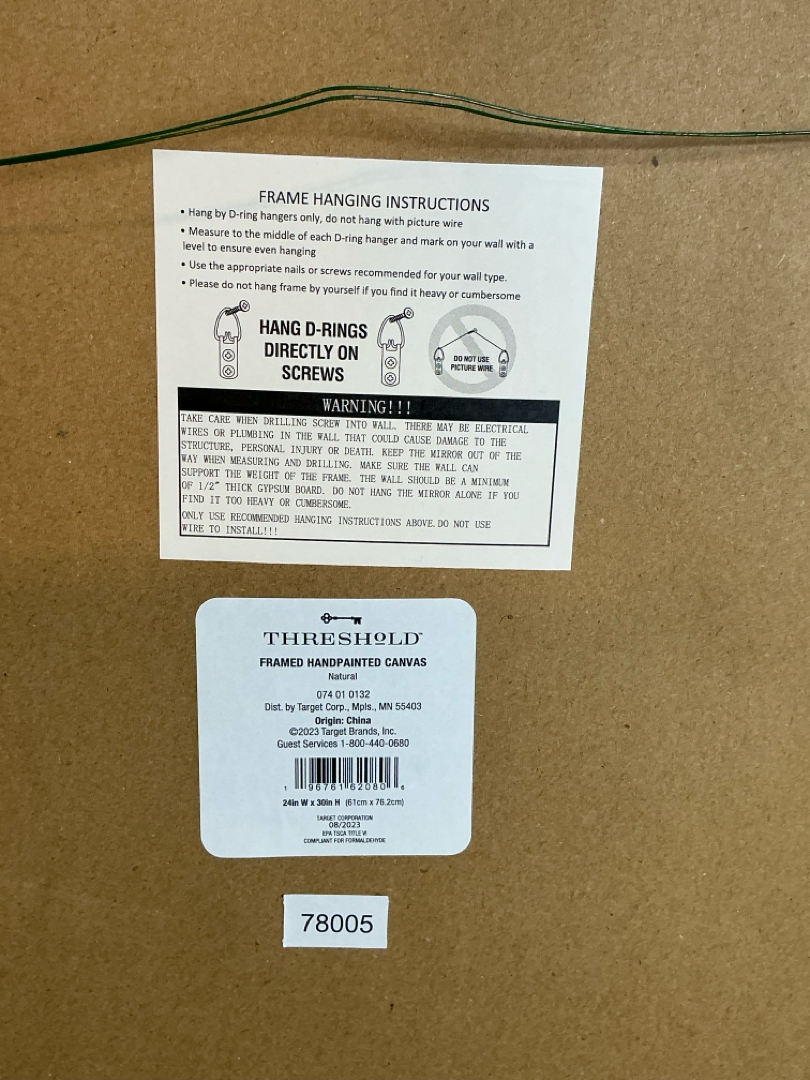 FRAME HANGING INSTRUCTIONS
• Hang by D-ring hangers only, do not hang with picture wire
• Measure to the middle of each D-ring hanger and mark on your wall with a
level to ensure even hanging
• Use the appropriate nails or screws recommended for your wall type.
• Please do not hang frame by yourself if you find it heavy or cumbersome
HANG D-RINGS
DIRECTLY ON
SCREWS
DO NOT USE
PICTURE WIRE
WARNING!!!
TAKE CARE WHEN DRILLING SCREW INTO WALL. THERE MAY BE ELECTRICAL
WIRES OR PLUMBING IN THE WALL THAT COULD CAUSE DAMAGE TO THE
STRUCTURE, PERSONAL INJURY OR DEATH. KEEP THE MIRROR OUT OF THE
WAY WHEN MEASURING AND DRILLING. MAKE SURE THE WALL CAN
SUPPORT THE WEIGHT OF THE FRAME. THE WALL SHOULD BE A MINIMUM
OF 1/2″ THICK GYPSUM BOARD. DO NOT HANG THE MIRROR ALONE IF YOU
FIND IT TOO HEAVY OR CUMBERSOME.
ONLY USE RECOMMENDED HANGING INSTRUCTIONS ABOVE. DO NOT USE
WIRE TO INSTALL!!!
THRESHOLD™
FRAMED HANDPAINTED CANVAS
Natural
074 01 0132
Dist. by Target Corp., Mpls., MN 55403
Origin: China
©2023 Target Brands, Inc.
Guest Services 1-800-440-0680
1 96761 62080 6
24in W x 30in H (61cm x 76.2cm)
TARGET CORPORATION
08/2023
EPA TSCA TITLE VI
COMPLIANT FOR FORMALDEHYDE
78005